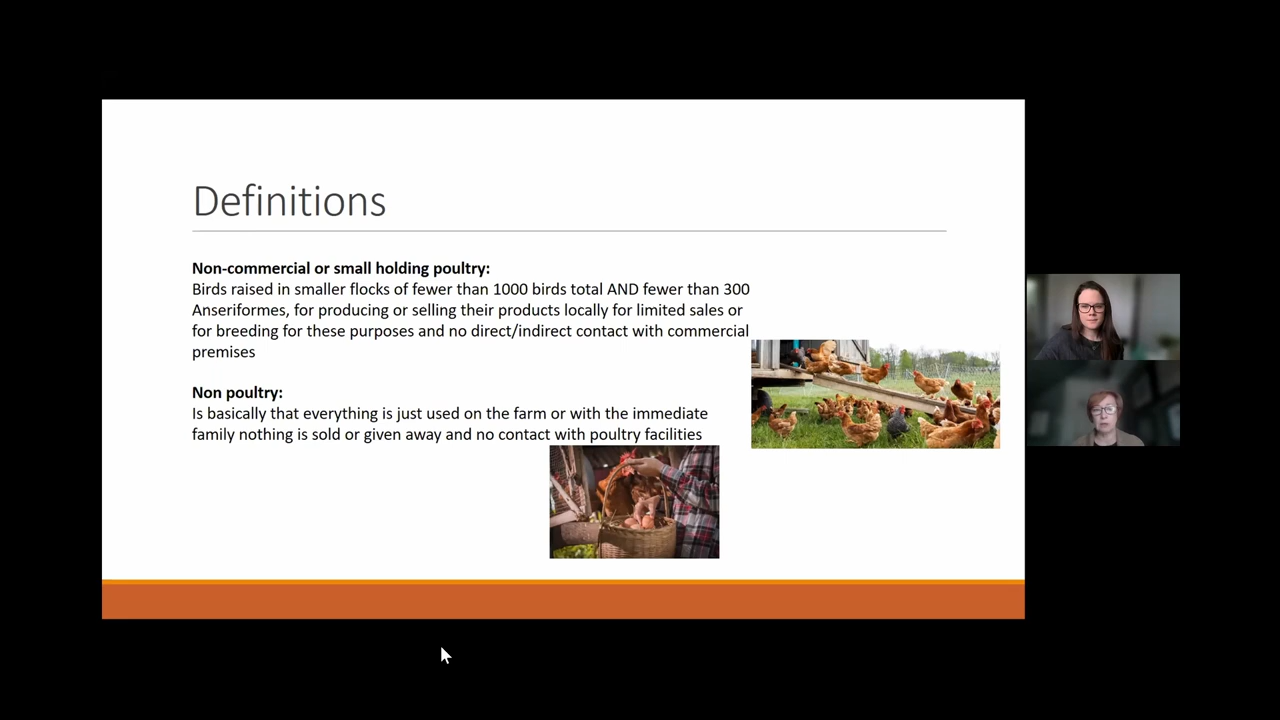 Definitions
Non-commercial or small holding poultry:
Birds raised in smaller flocks of fewer than 1000 birds total AND fewer than 300
Anseriformes, for producing or selling their products locally for limited sales or
for breeding for these purposes and no direct/indirect contact with commercial
premises
Non poultry:
Is basically that everything is just used on the farm or with the immediate
family nothing is sold or given away and no contact with poultry facilities